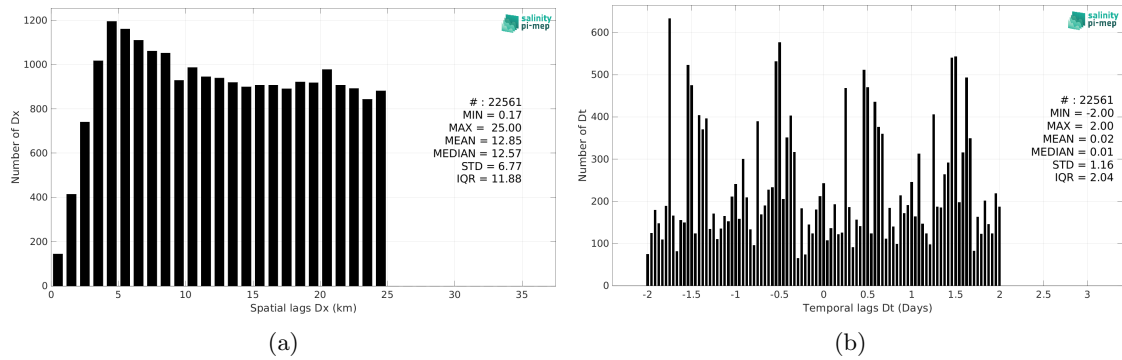 1200
1000
800
600
400
200
0
Number of Dx
0 5 10 15 20 25 30 35
Spatial lags Dx (km)
salinity
pi-mep
# : 22561
MIN = 0.17
MAX = 25.00
MEAN = 12.85
MEDIAN = 12.57
STD = 6.77
IQR = 11.88
(a)
600
500
400
300
200
100
0
Number of Dt
-2 -1.5 -1 -0.5 0 0.5 1 1.5 2 2.5 3
Temporal lags Dt (Days)
salinity
pi-mep
# : 22561
MIN = -2.00
MAX = 2.00
MEAN = 0.02
MEDIAN = 0.01
STD = 1.16
IQR = 2.04
(b)